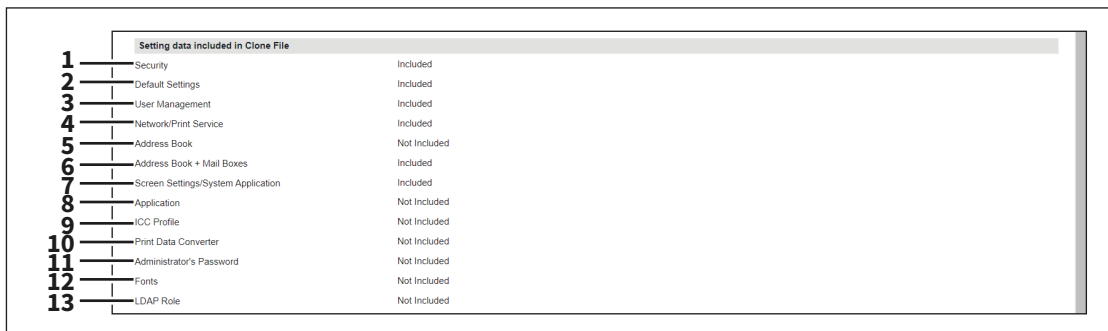 Setting data included in Clone File
1 Security Included
2 Default Settings Included
3 User Management Included
4 Network/Print Service Included
5 Address Book Not Included
6 Address Book + Mail Boxes Included
7 Screen Settings/System Application Included
8 Application Not Included
9 ICC Profile Not Included
10 Print Data Converter Not Included
11 Administrator's Password Not Included
12 Fonts Not Included
13 LDAP Role Not Included